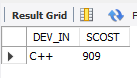 Result Grid
DEV_IN SCOST
C++ 909